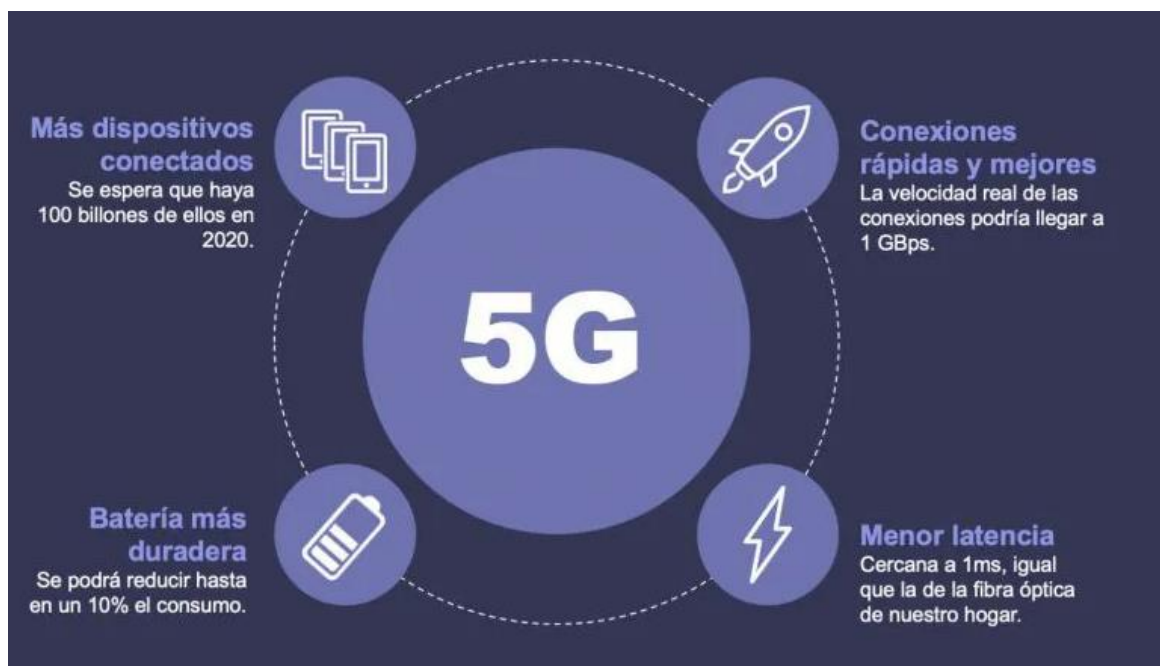 Más dispositivos
conectados
Se espera que haya
100 billones de ellos en
2020.
Conexiones
rápidas y mejores
La velocidad real de las
conexiones podría llegar a
1 GBps.
5G
Batería más
duradera
Se podrá reducir hasta
en un 10% el consumo.
Menor latencia
Cercana a 1ms, igual
que la de la fibra óptica
de nuestro hogar.